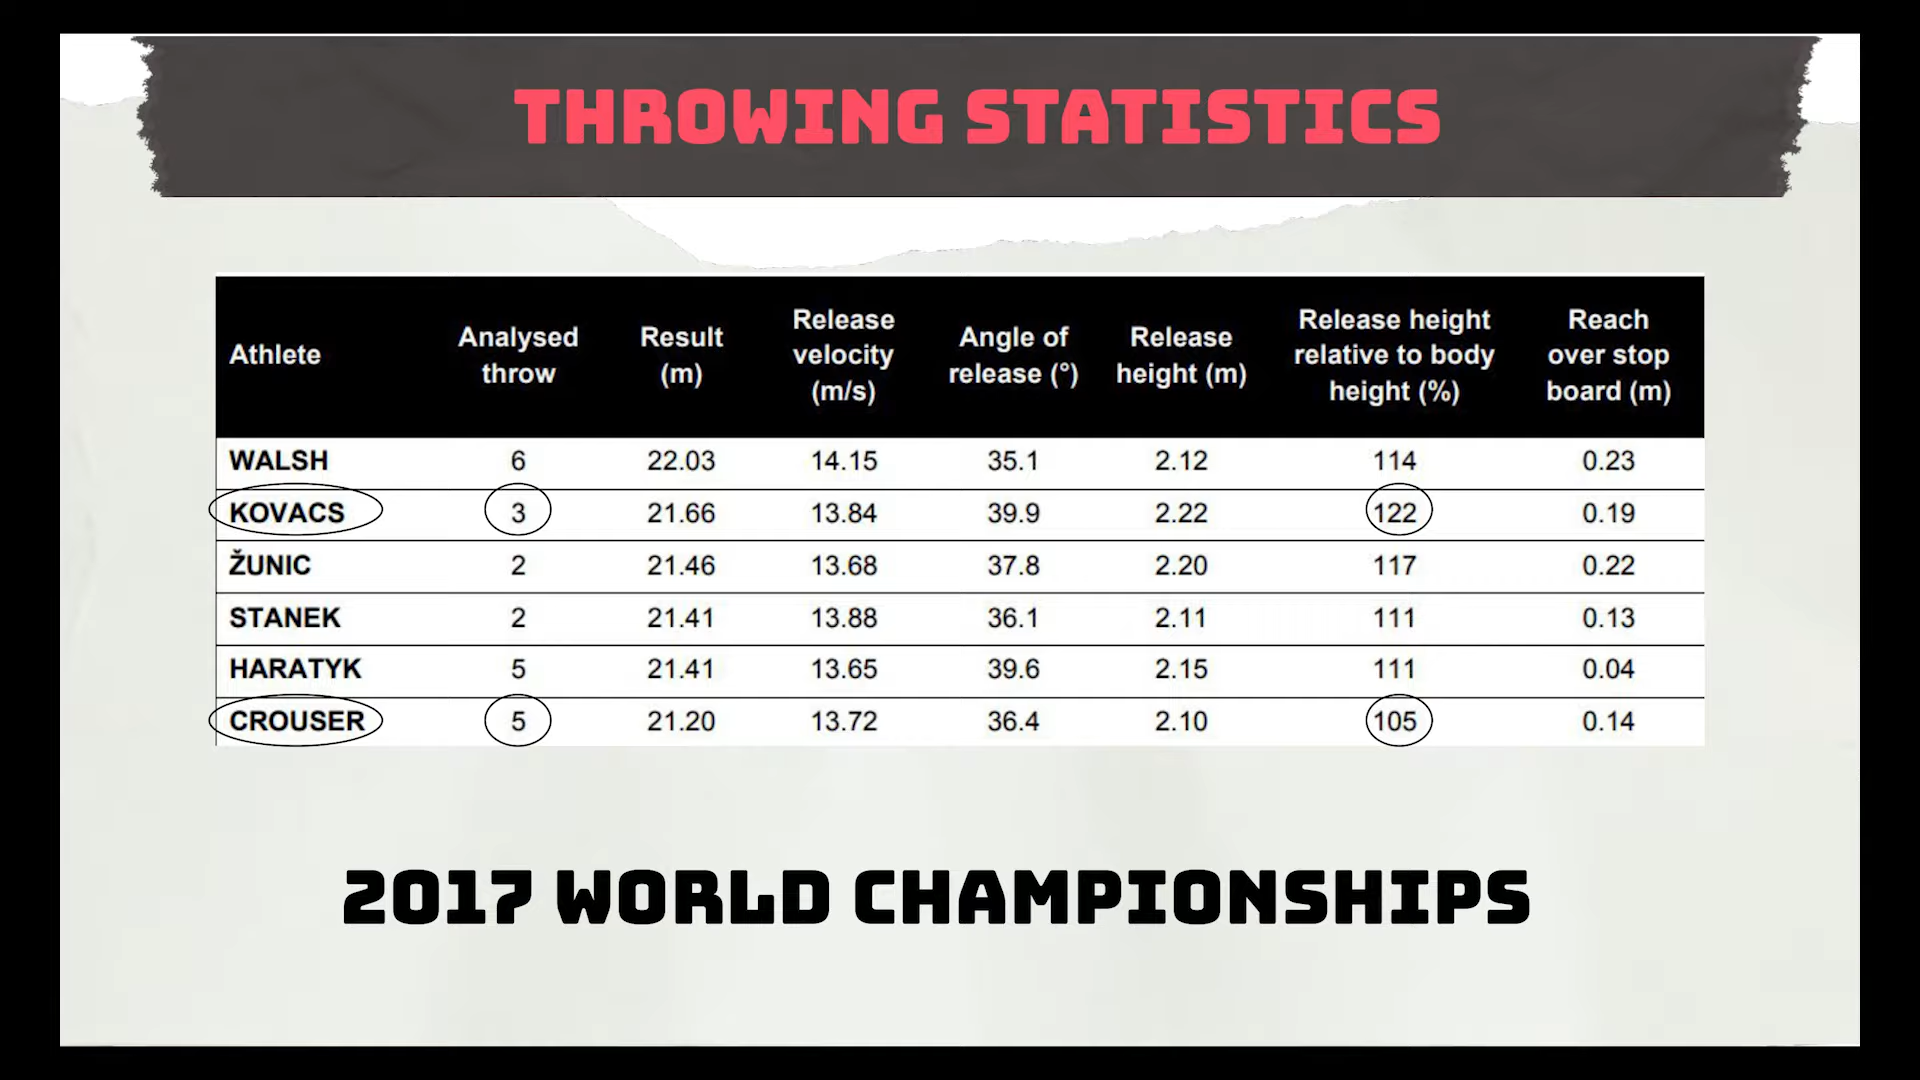 THROWING STATISTICS
Athlete Analysed throw Result (m) Release velocity (m/s) Angle of release (°) Release height (m) Release height relative to body height (%) Reach over stop board (m)
WALSH 6 22.03 14.15 35.1 2.12 114 0.23
KOVACS 3 21.66 13.84 39.9 2.22 122 0.19
ŽUNIC 2 21.46 13.68 37.8 2.20 117 0.22
STANEK 2 21.41 13.88 36.1 2.11 111 0.13
HARATYK 5 21.41 13.65 39.6 2.15 111 0.04
CROUSER 5 21.20 13.72 36.4 2.10 105 0.14
2017 WORLD CHAMPIONSHIPS